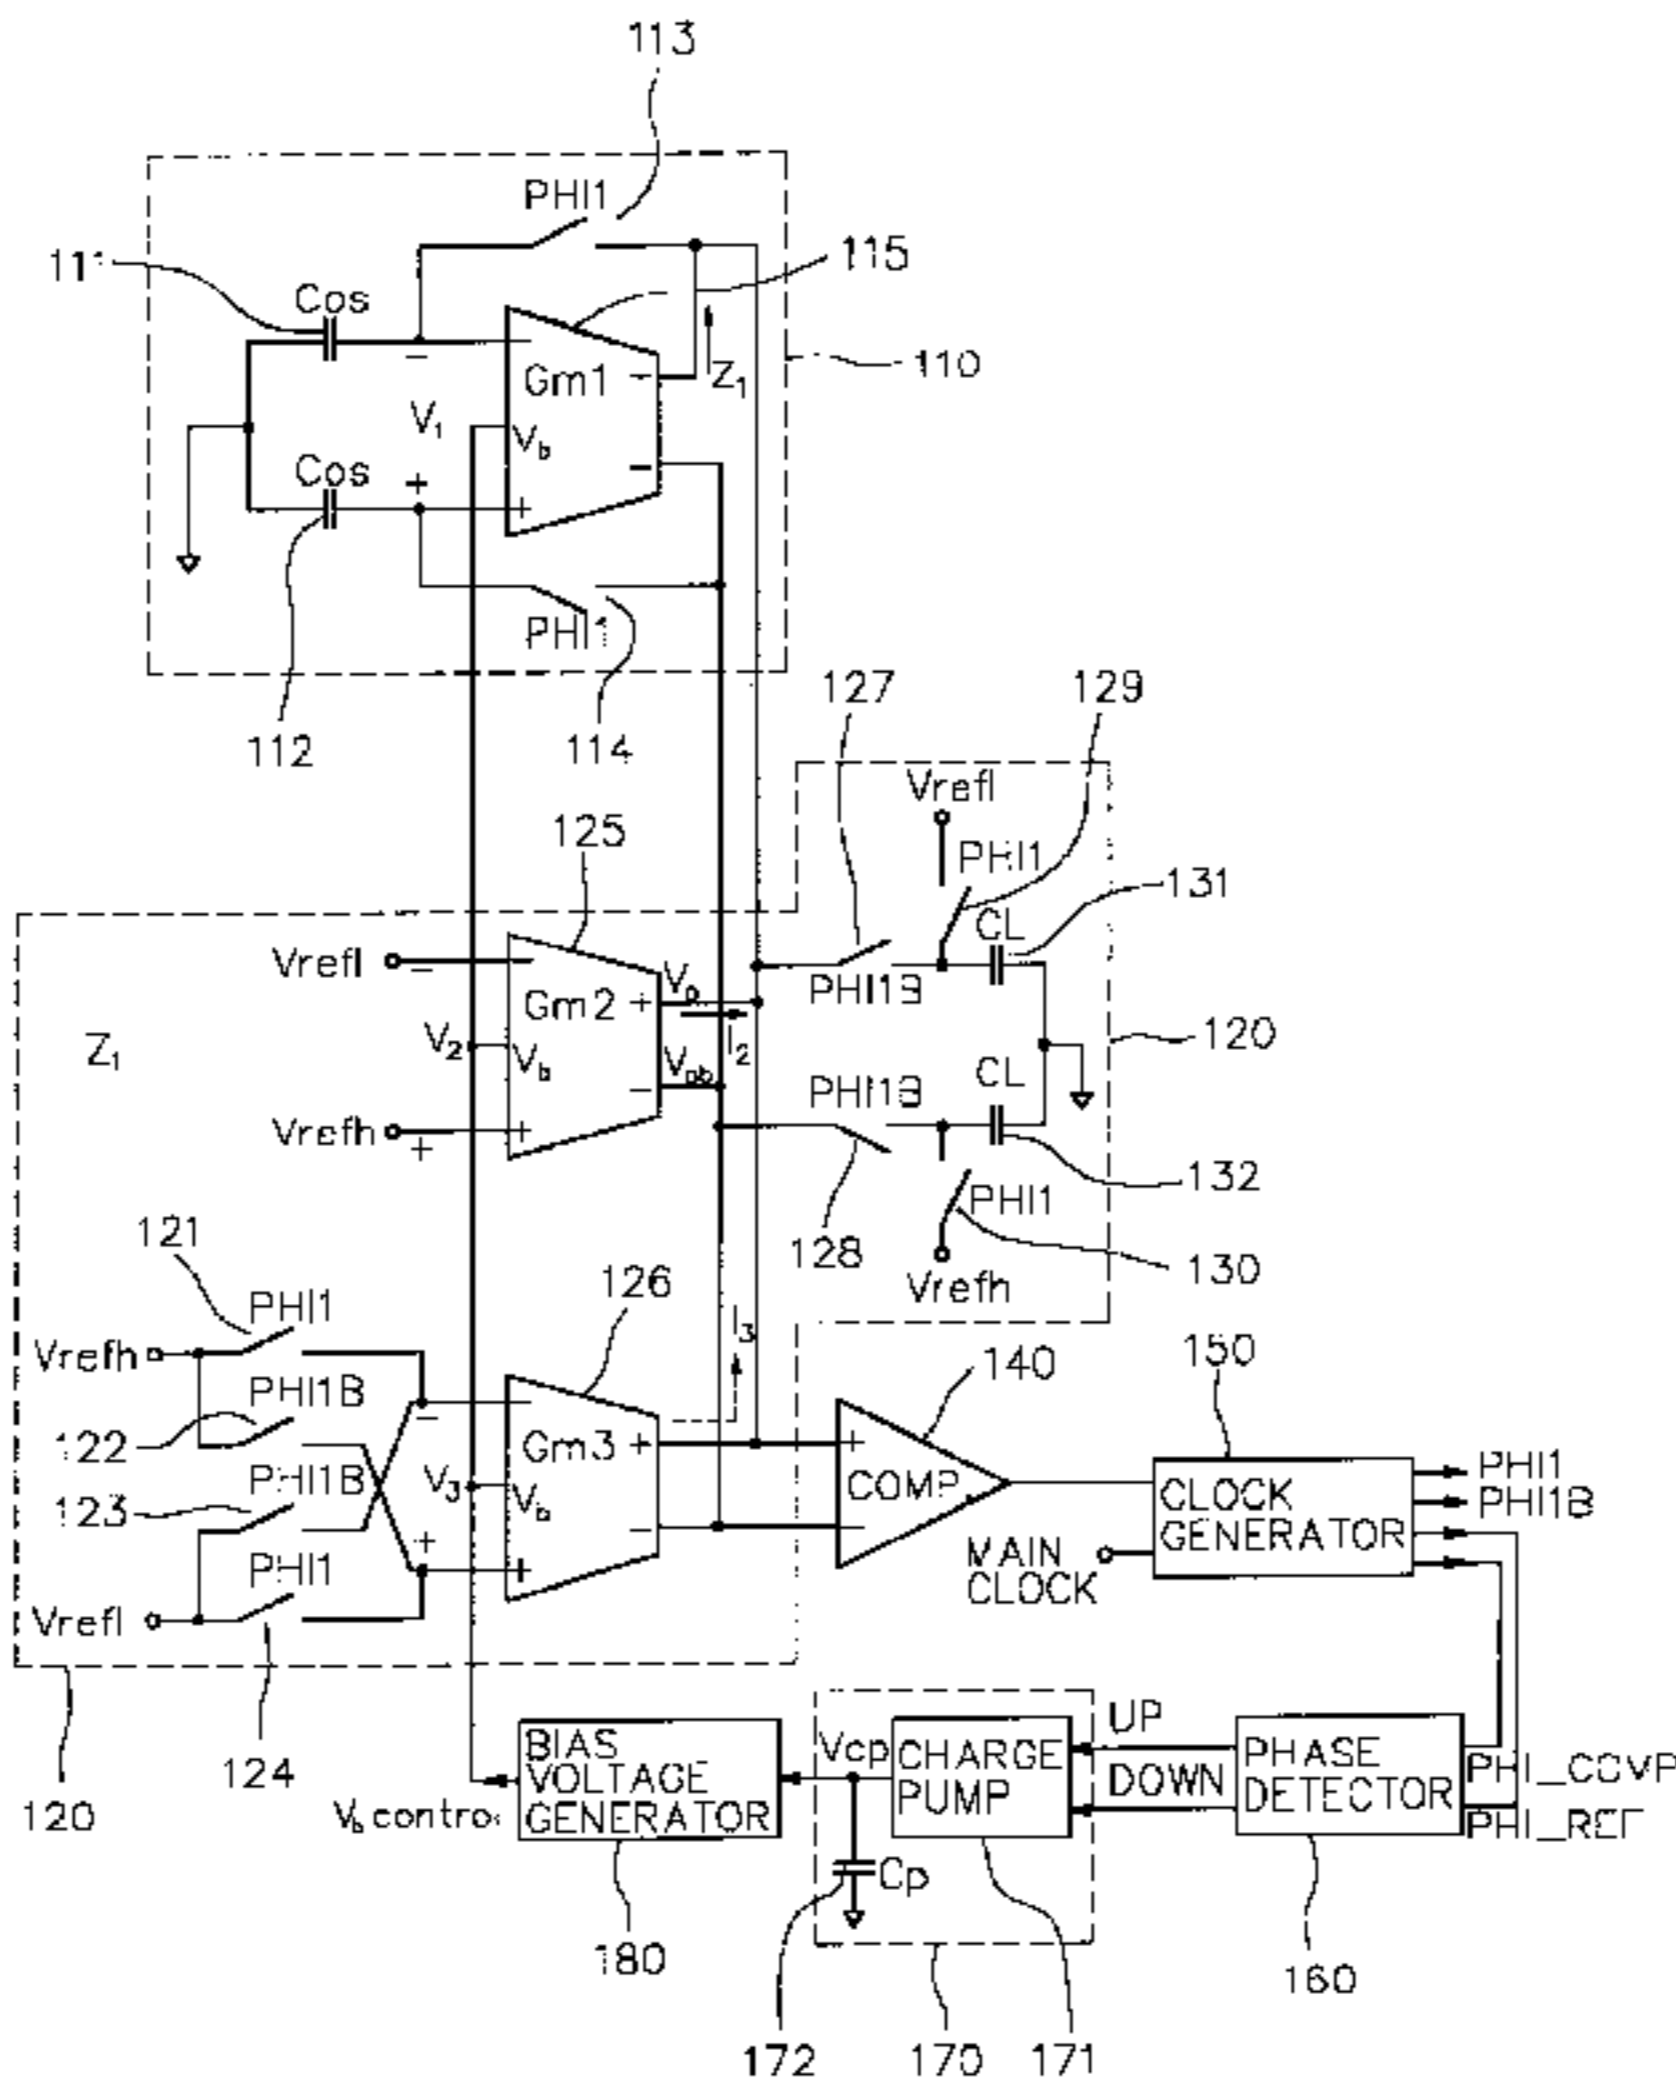 113
PHI1
111
115
Cos
Gm1
Z1
110
V1
Vb
Cos
PHI1
112
114
127
129
Vrefl
125
PHI1
131
CL
Vrefl
Vo
PHI1B
Gm2
I2
Z1
V2
Vb
Vob
120
CL
PHI1B
Vrefh
132
PHI1
121
128
130
126
Vrefh
PHI1
I3
150
Vrefh
140
PHI1B
122
Gm3
PHI1
PHI1B
V3
COMP
CLOCK
GENERATOR
PHI1B
123
Vb
MAIN
CLOCK
PHI1
Vrefl
UP
BIAS
VOLTAGE
GENERATOR
Vcp
CHARGE
PUMP
PHASE
DETECTOR
124
DOWN
PHI_COMP
120
Vb control
PHI_REF
Cp
180
160
172
170
171